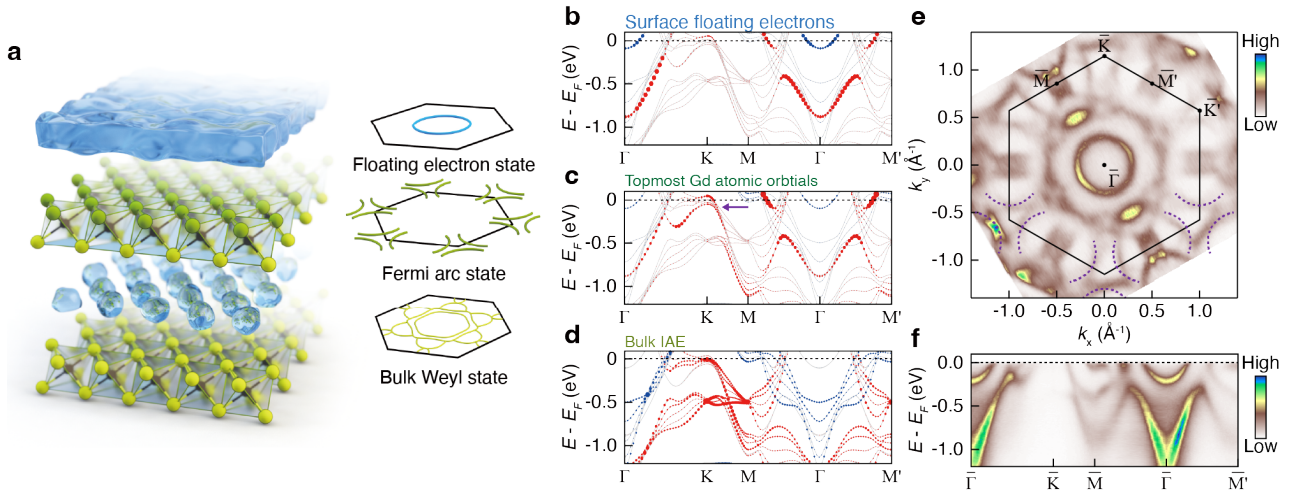 a
Floating electron state
Fermi arc state
Bulk Weyl state
b
Surface floating electrons
E - E_F (eV)
0
-0.5
-1.0
Γ K M Γ M'
c
Topmost Gd atomic orbtials
E - E_F (eV)
0
-0.5
-1.0
Γ K M Γ M'
d
Bulk IAE
E - E_F (eV)
0
-0.5
-1.0
Γ K M Γ M'
e
K̅
M̅
M̅'
K̅'
Γ̅
k_y (Å⁻¹)
1.0
0.5
0.0
-0.5
-1.0
-1.0 -0.5 0.0 0.5 1.0
k_x (Å⁻¹)
High
Low
f
E - E_F (eV)
0.0
-0.5
-1.0
Γ̅ K̅ M̅ Γ̅ M̅'
High
Low